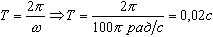 T = 2π/ω ⇒ T = 2π/(100π рад/с) = 0,02с